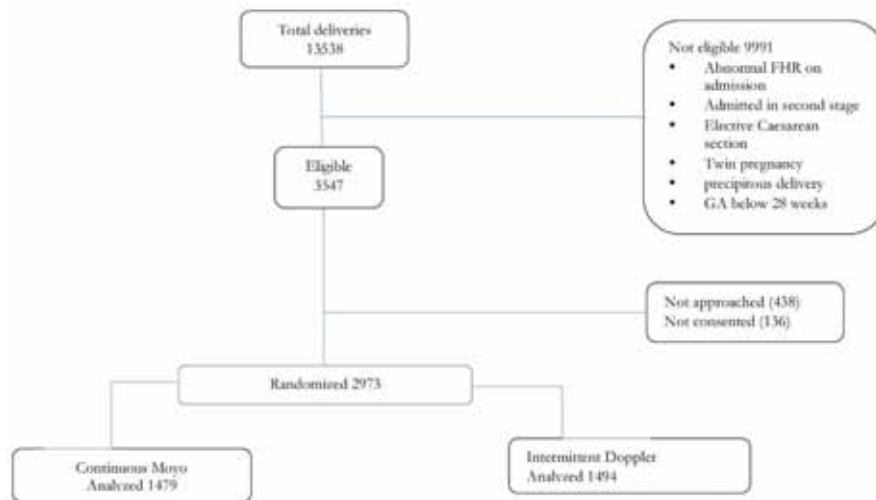 Total deliveries
13538
Not eligible 9991
▪ Abnormal FHR on
admission
▪ Admitted in second stage
▪ Elective Caesarean
section
▪ Twin pregnancy
▪ precipitous delivery
▪ GA below 28 weeks
Eligible
3547
Not approached (438)
Not consented (136)
Randomized 2973
Continuous Moyo
Analyzed 1479
Intermittent Doppler
Analyzed 1494